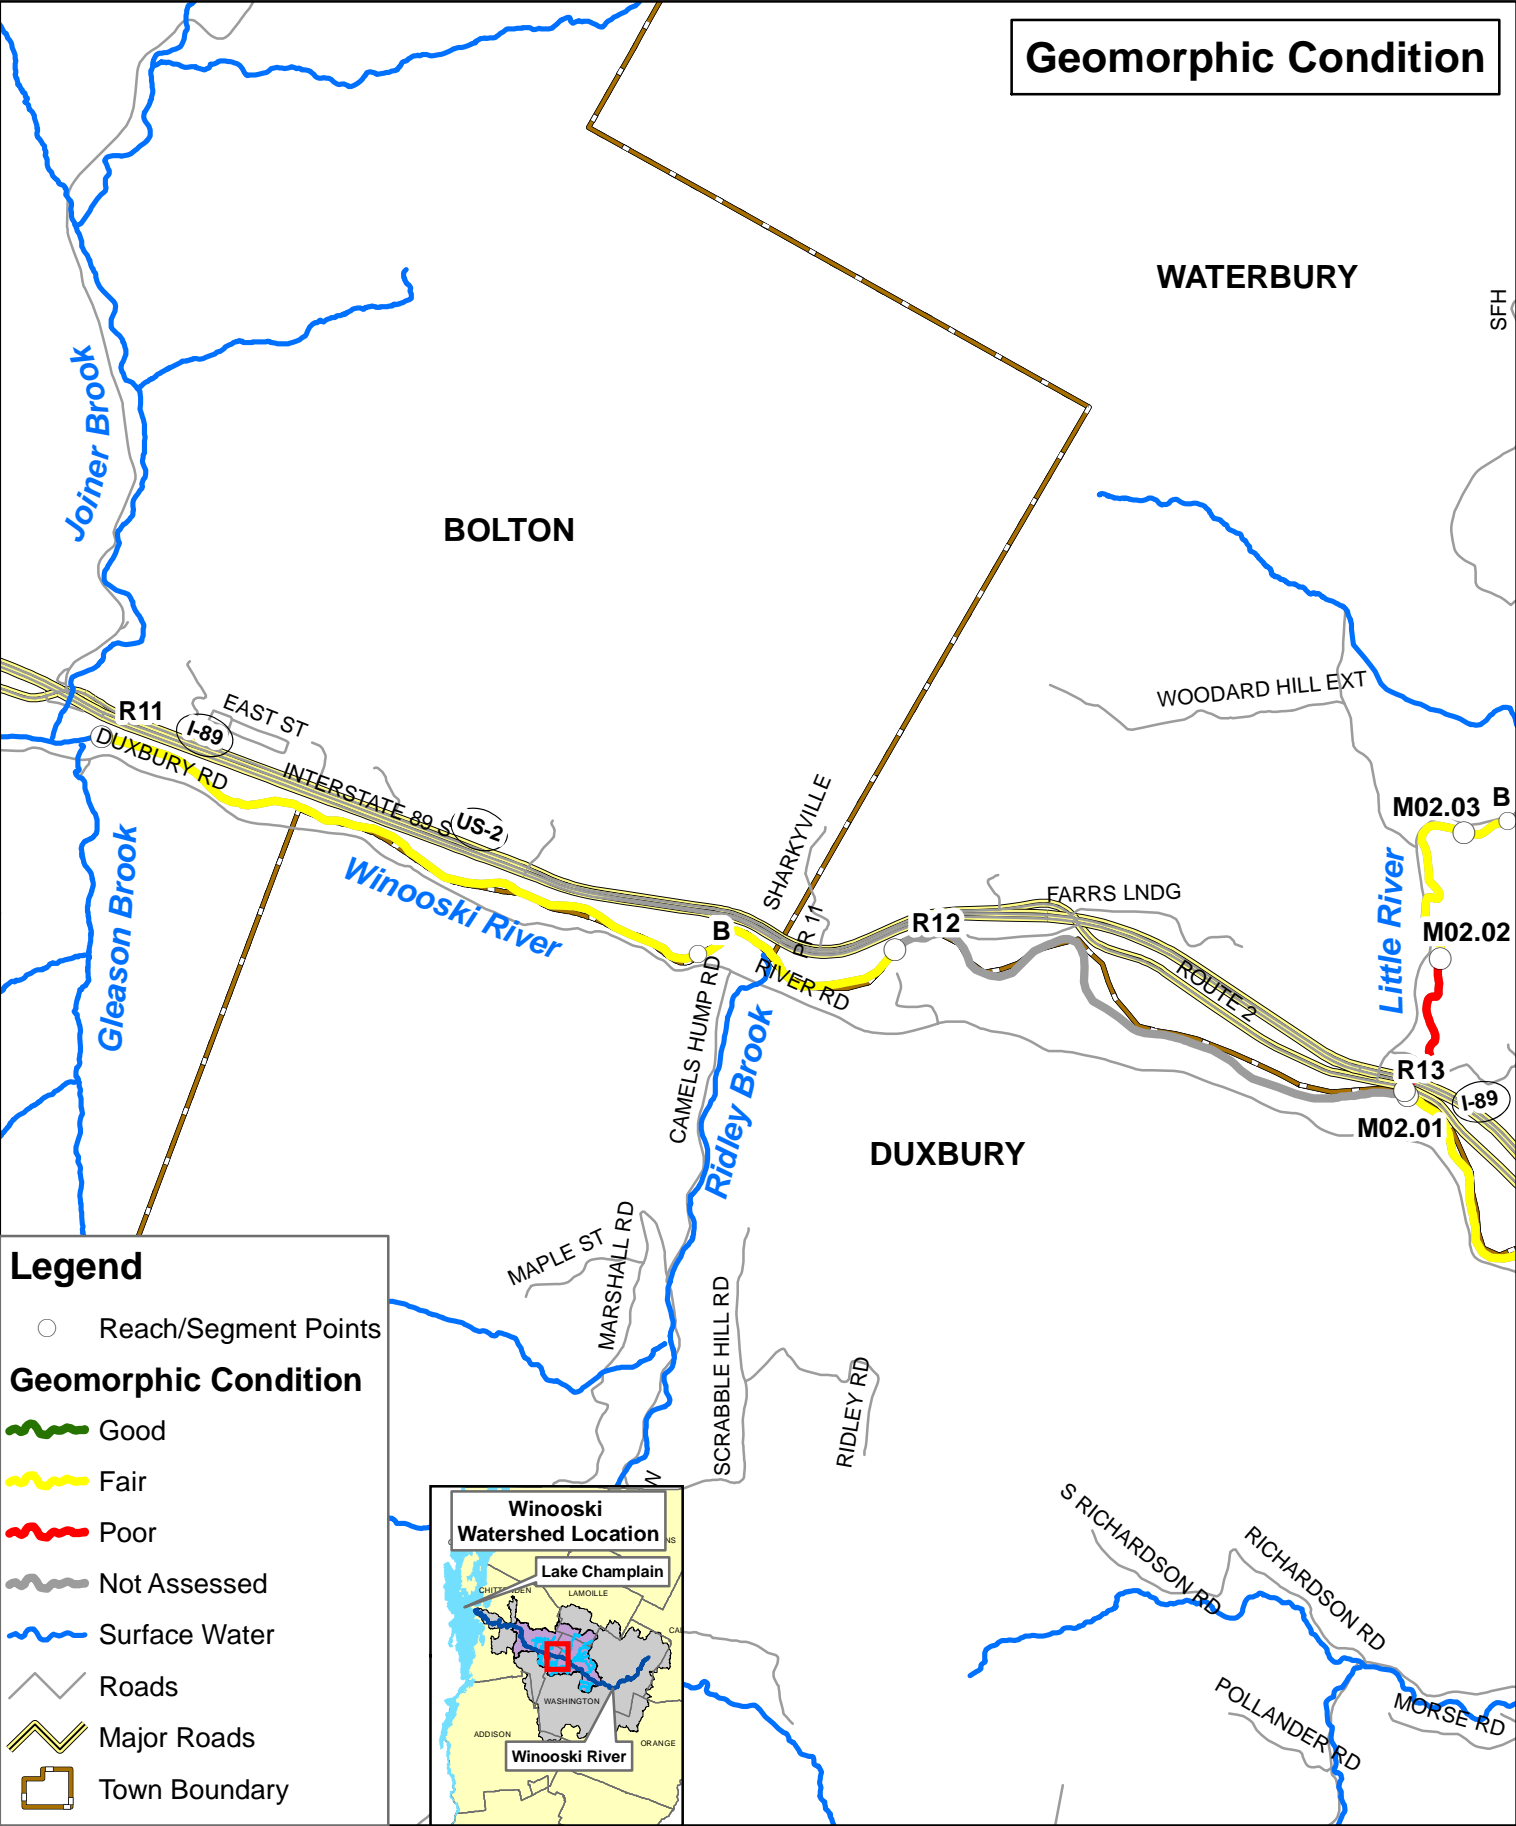 Geomorphic Condition
WATERBURY
SFH
Joiner Brook
BOLTON
WOODARD HILL EXT
R11
I-89
EAST ST
DUXBURY RD
INTERSTATE 89 S
US-2
SHARKYVILLE
M02.03
B
Gleason Brook
Winooski River
B
PR 11
R12
FARRS LNDG
Little River
M02.02
CAMELS HUMP RD
RIVER RD
ROUTE 2
Ridley Brook
R13
I-89
M02.01
DUXBURY
MAPLE ST
MARSHALL RD
SCRABBLE HILL RD
RIDLEY RD
W
S RICHARDSON RD
RICHARDSON RD
POLLANDER RD
MORSE RD
Legend
Reach/Segment Points
Geomorphic Condition
Good
Fair
Poor
Not Assessed
Surface Water
Roads
Major Roads
Town Boundary
Winooski
Watershed Location
NS
Lake Champlain
LAMOILLE
WASHINGTON
ADDISON
ORANGE
Winooski River